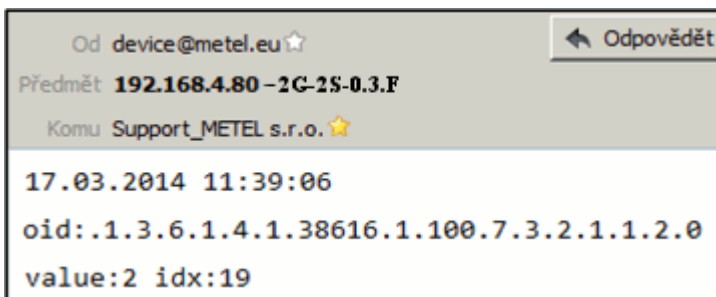 Od device@metel.eu
Odpovědět
Předmět 192.168.4.80 –2G-2S-0.3.F
Komu Support_METEL s.r.o.
17.03.2014 11:39:06
oid:.1.3.6.1.4.1.38616.1.100.7.3.2.1.1.2.0
value:2 idx:19